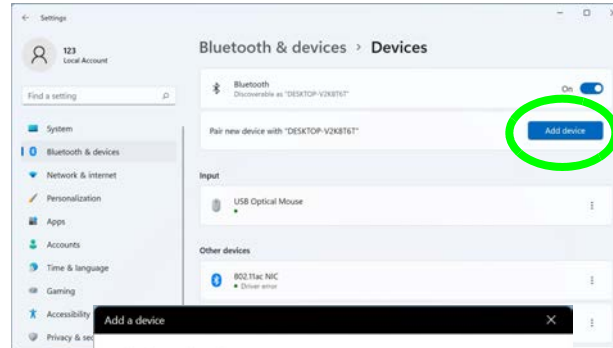 Settings
123
Local Account
Find a setting
System
Bluetooth & devices
Network & internet
Personalization
Apps
Accounts
Time & language
Gaming
Accessibility
Privacy & sec
Bluetooth & devices > Devices
Bluetooth
Discoverable as "DESKTOP-V2K8T6T"
On
Pair new device with "DESKTOP-V2K8T6T"
Add device
Input
USB Optical Mouse
Other devices
802.11ac NIC
Driver error
Add a device